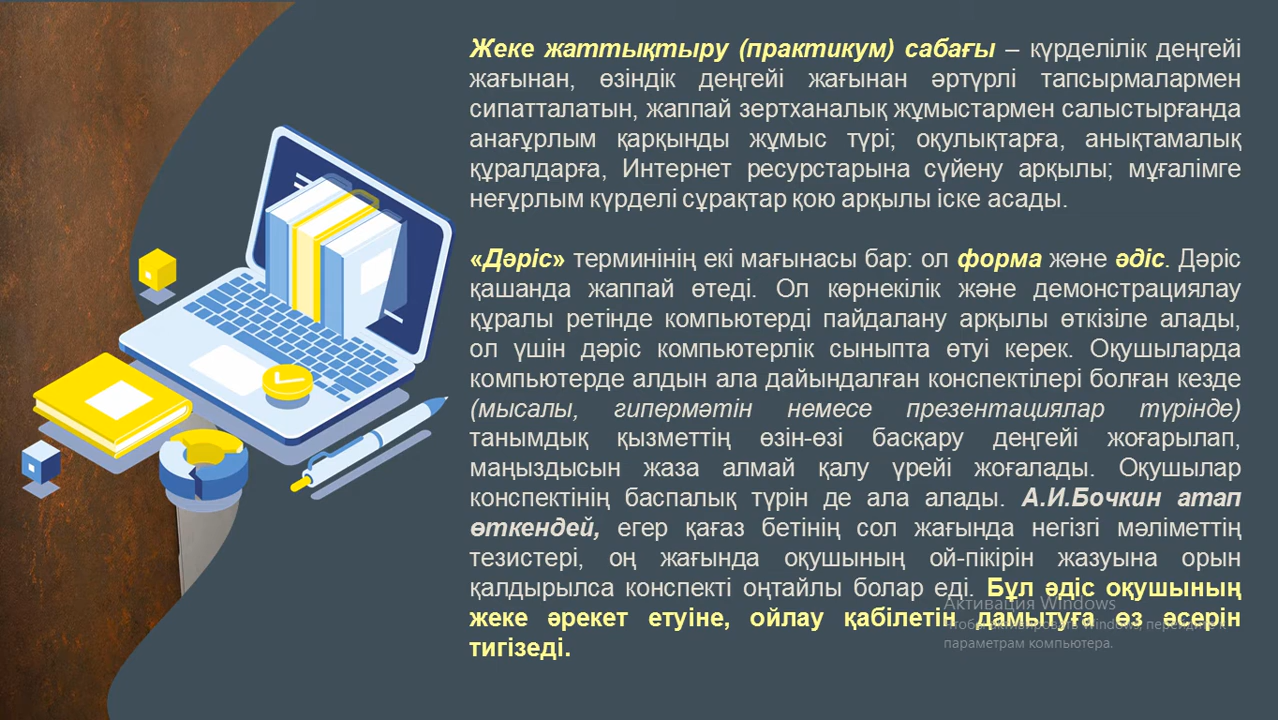 Жеке жаттықтыру (практикум) сабағы – күрделілік деңгейі
жағынан, өзіндік деңгейі жағынан әртүрлі тапсырмалармен
сипатталатын, жаппай зертханалық жұмыстармен салыстырғанда
анағұрлым қарқынды жұмыс түрі; оқулықтарға, анықтамалық
құралдарға, Интернет ресурстарына сүйену арқылы; мұғалімге
неғұрлым күрделі сұрақтар қою арқылы іске асады.
«Дәріс» терминінің екі мағынасы бар: ол форма және әдіс. Дәріс
қашанда жаппай өтеді. Ол көрнекілік және демонстрациялау
құралы ретінде компьютерді пайдалану арқылы өткізіле алады,
ол үшін дәріс компьютерлік сыныпта өтуі керек. Оқушыларда
компьютерде алдын ала дайындалған конспектілері болған кезде
(мысалы, гипермәтін немесе презентациялар түрінде)
танымдық қызметтің өзін-өзі басқару деңгейі жоғарылап,
маңыздысын жаза алмай қалу үрейі жоғалады. Оқушылар
конспектінің баспалық түрін де ала алады. А.И.Бочкин атап
өткендей, егер қағаз бетінің сол жағында негізгі мәліметтің
тезистері, оң жағында оқушының ой-пікірін жазуына орын
қалдырылса конспекті оңтайлы болар еді. Бұл әдіс оқушының
жеке әрекет етуіне, ойлау қабілетін дамытуға өз әсерін
тигізеді.
Активация Windows
Чтобы активировать Windows, перейдите к
параметрам компьютера.